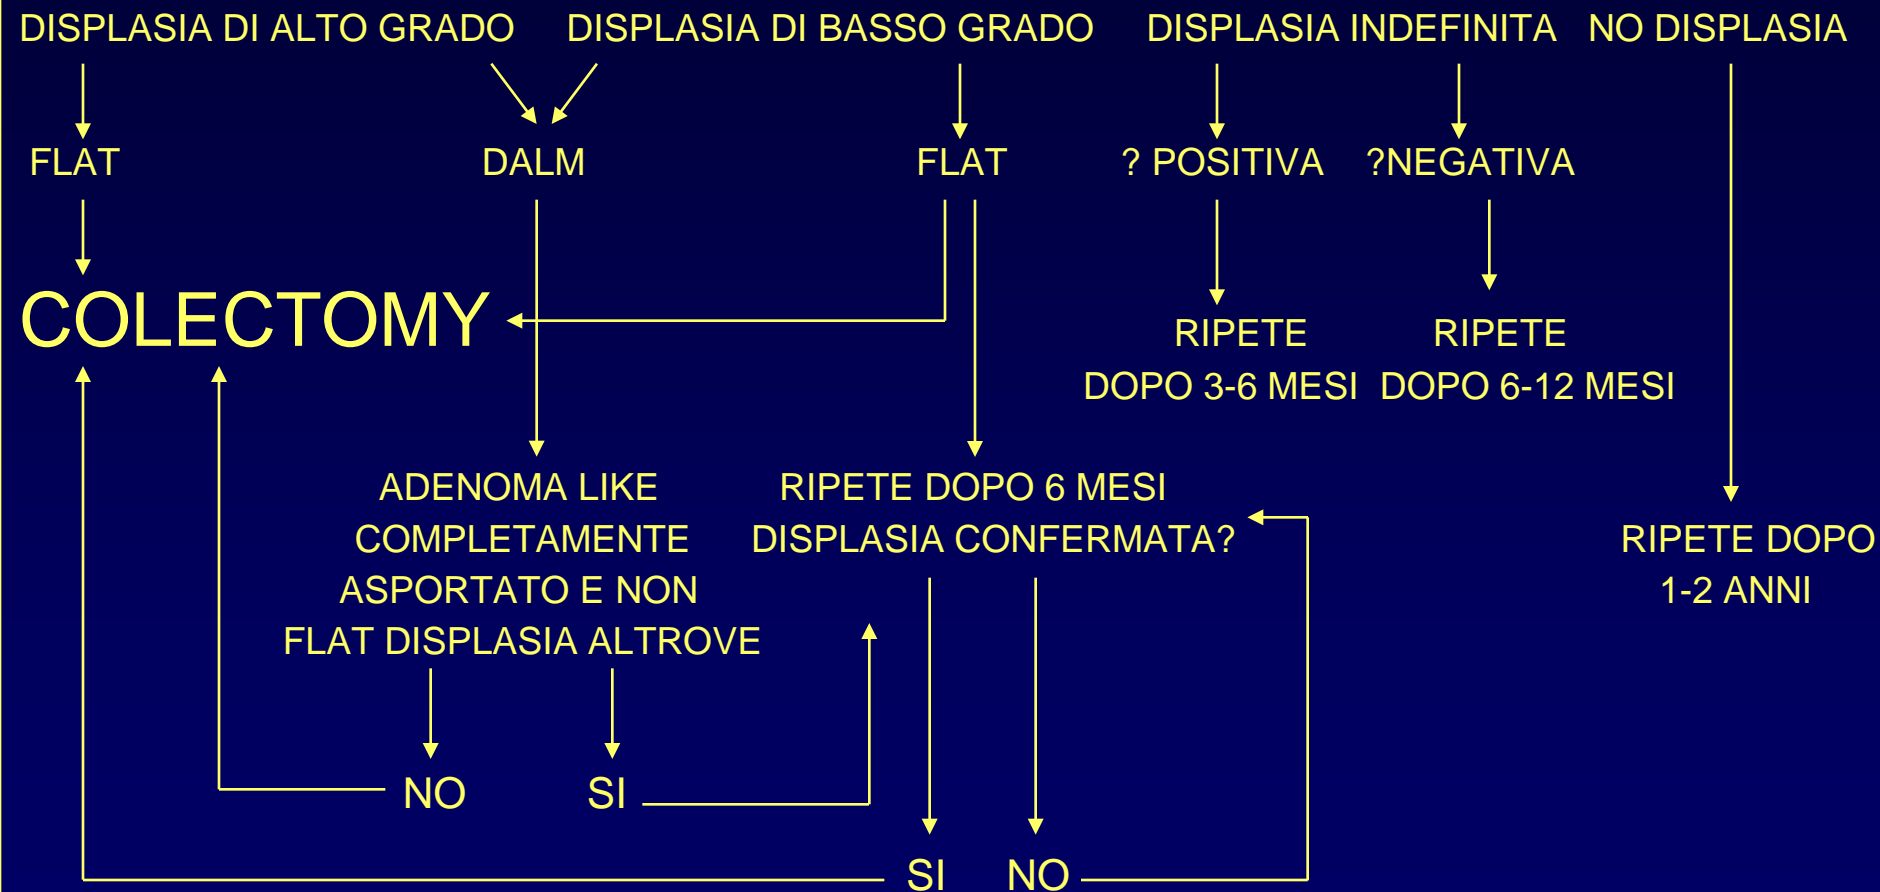 DISPLASIA DI ALTO GRADO
DISPLASIA DI BASSO GRADO
DISPLASIA INDEFINITA
NO DISPLASIA
FLAT
DALM
FLAT
? POSITIVA
?NEGATIVA
COLECTOMY
RIPETE
DOPO 3-6 MESI
RIPETE
DOPO 6-12 MESI
ADENOMA LIKE
COMPLETAMENTE
ASPORTATO E NON
FLAT DISPLASIA ALTROVE
RIPETE DOPO 6 MESI
DISPLASIA CONFERMATA?
RIPETE DOPO
1-2 ANNI
NO
SI
SI
NO